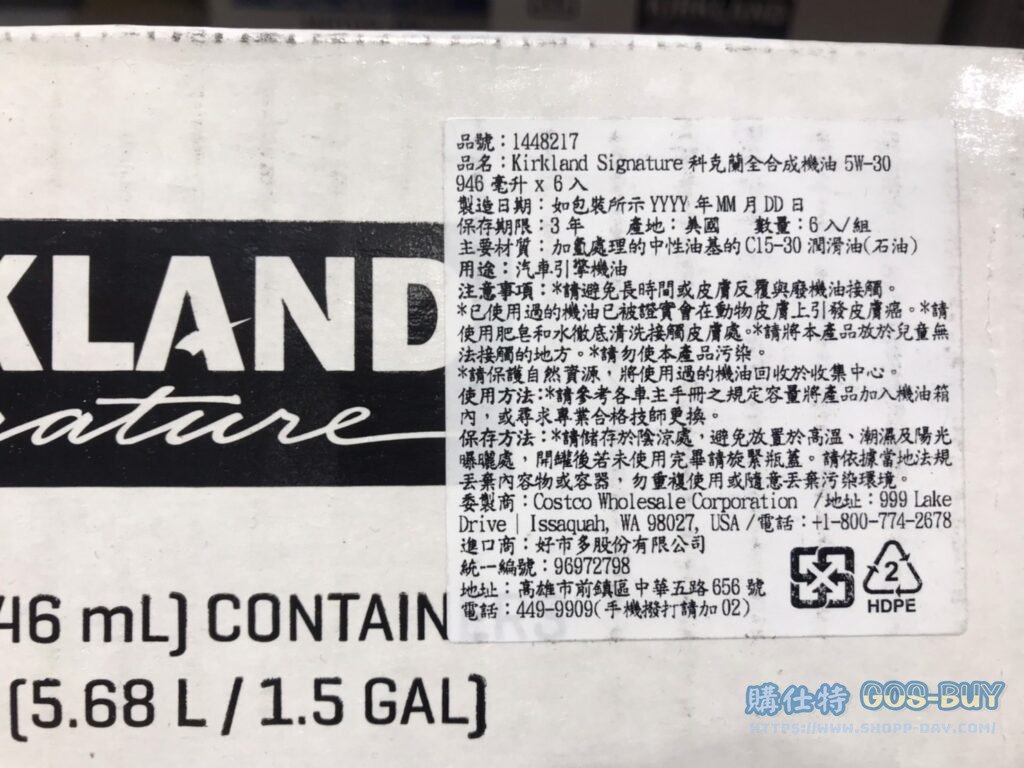 KIRKLAND
KLAND
nature
46 mL) CONTAIN
(5.68 L / 1.5 GAL)
品號：1448217
品名：Kirkland Signature 科克蘭全合成機油 5W-30
946 毫升 x 6 入
製造日期：如包裝所示 YYYY 年 MM 月 DD 日
保存期限：3 年　產地：美國　數量：6 入/組
主要材質：加氫處理的中性油基的 C15-30 潤滑油(石油)
用途：汽車引擎機油
注意事項：*請避免長時間或皮膚反覆與廢機油接觸。
*已使用過的機油已被證實會在動物皮膚上引發皮膚癌。*請
使用肥皂和水徹底清洗接觸皮膚處。*請將本產品放於兒童無
法接觸的地方。*請勿使本產品污染。
*請保護自然資源，將使用過的機油回收於收集中心。
使用方法：*請參考各車主手冊之規定容量將產品加入機油箱
內，或尋求專業合格技師更換。
保存方法：*請儲存於陰涼處，避免放置於高溫、潮濕及陽光
曝曬處，開罐後若未使用完畢請旋緊瓶蓋。請依據當地法規
丟棄內容物或容器，勿重複使用或隨意丟棄污染環境。
委製商：Costco Wholesale Corporation /地址：999 Lake
Drive | Issaquah, WA 98027, USA /電話：+1-800-774-2678
進口商：好市多股份有限公司
統一編號：96972798
地址：高雄市前鎮區中華五路 656 號
電話：449-9909(手機撥打請加 02)
2
HDPE
購仕特 GOS-BUY
HTTPS://WWW.SHOPP-DAY.COM/